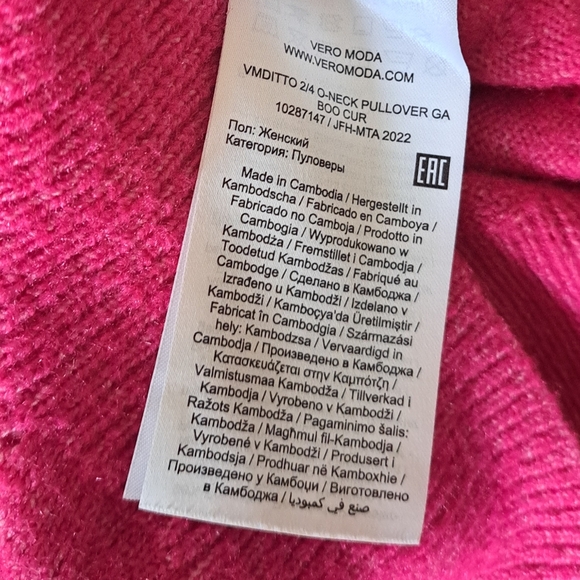 VERO MODA
WWW.VEROMODA.COM
VMDITTO 2/4 O-NECK PULLOVER GA
BOO CUR
10287147 / JFH-MTA 2022
Пол: Женский
Категория: Пуловеры
EAC
Made in Cambodia / Hergestellt in
Kambodscha / Fabricado en Camboya /
Fabricado no Camboja / Prodotto in
Cambogia / Wyprodukowano w
Kambodża / Fremstillet i Cambodja /
Toodetud Kambodžas / Fabriqué au
Cambodge / Сделано в Камбоджа /
Izrađeno u Kambodži / Izdelano v
Kambodži / Kamboçya'da Üretilmiştir /
Fabricat în Cambodgia / Származási
hely: Kambodzsa / Vervaardigd in
Cambodja / Произведено в Камбоджа /
Κατασκευάζεται στην Καμπότζη /
Valmistusmaa Kambodža / Tillverkad i
Kambodja / Vyrobeno v Kambodži /
Ražots Kambodža / Pagaminimo šalis:
Kambodža / Magħmul fil-Kambodja /
Vyrobené v Kambodži / Produsert i
Kambodsja / Prodhuar në Kamboxhie /
Произведено у Камбоџи / Виготовлено
в Камбоджа / صنع في كمبوديا